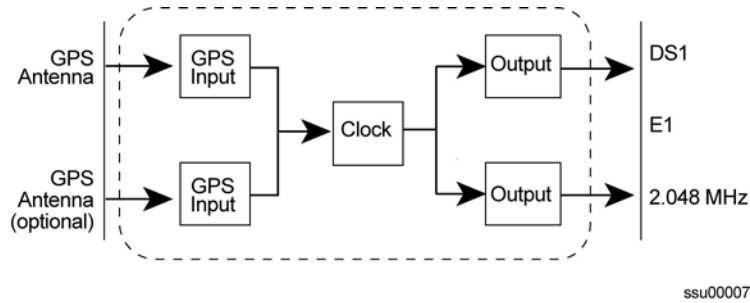 GPS
Antenna
GPS
Input
Clock
Output
DS1
E1
GPS
Antenna
(optional)
GPS
Input
Output
2.048 MHz
ssu00007